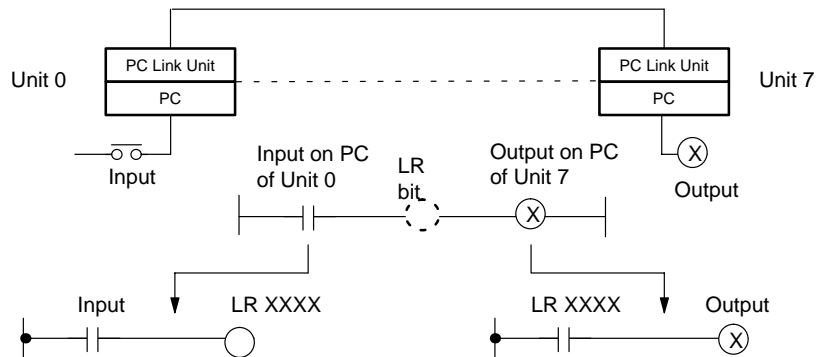 Unit 0
PC Link Unit
PC
PC Link Unit
PC
Unit 7
Input
Input on PC
of Unit 0
LR
bit
Output on PC
of Unit 7
X
Output
X
Input
LR XXXX
LR XXXX
Output
X